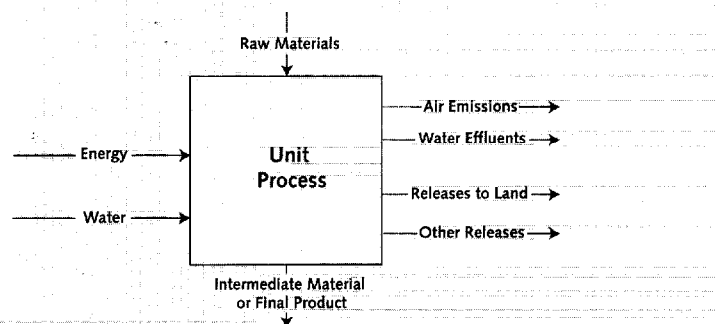 Raw Materials
Air Emissions
Water Effluents
Energy
Unit
Process
Releases to Land
Water
Other Releases
Intermediate Material
or Final Product